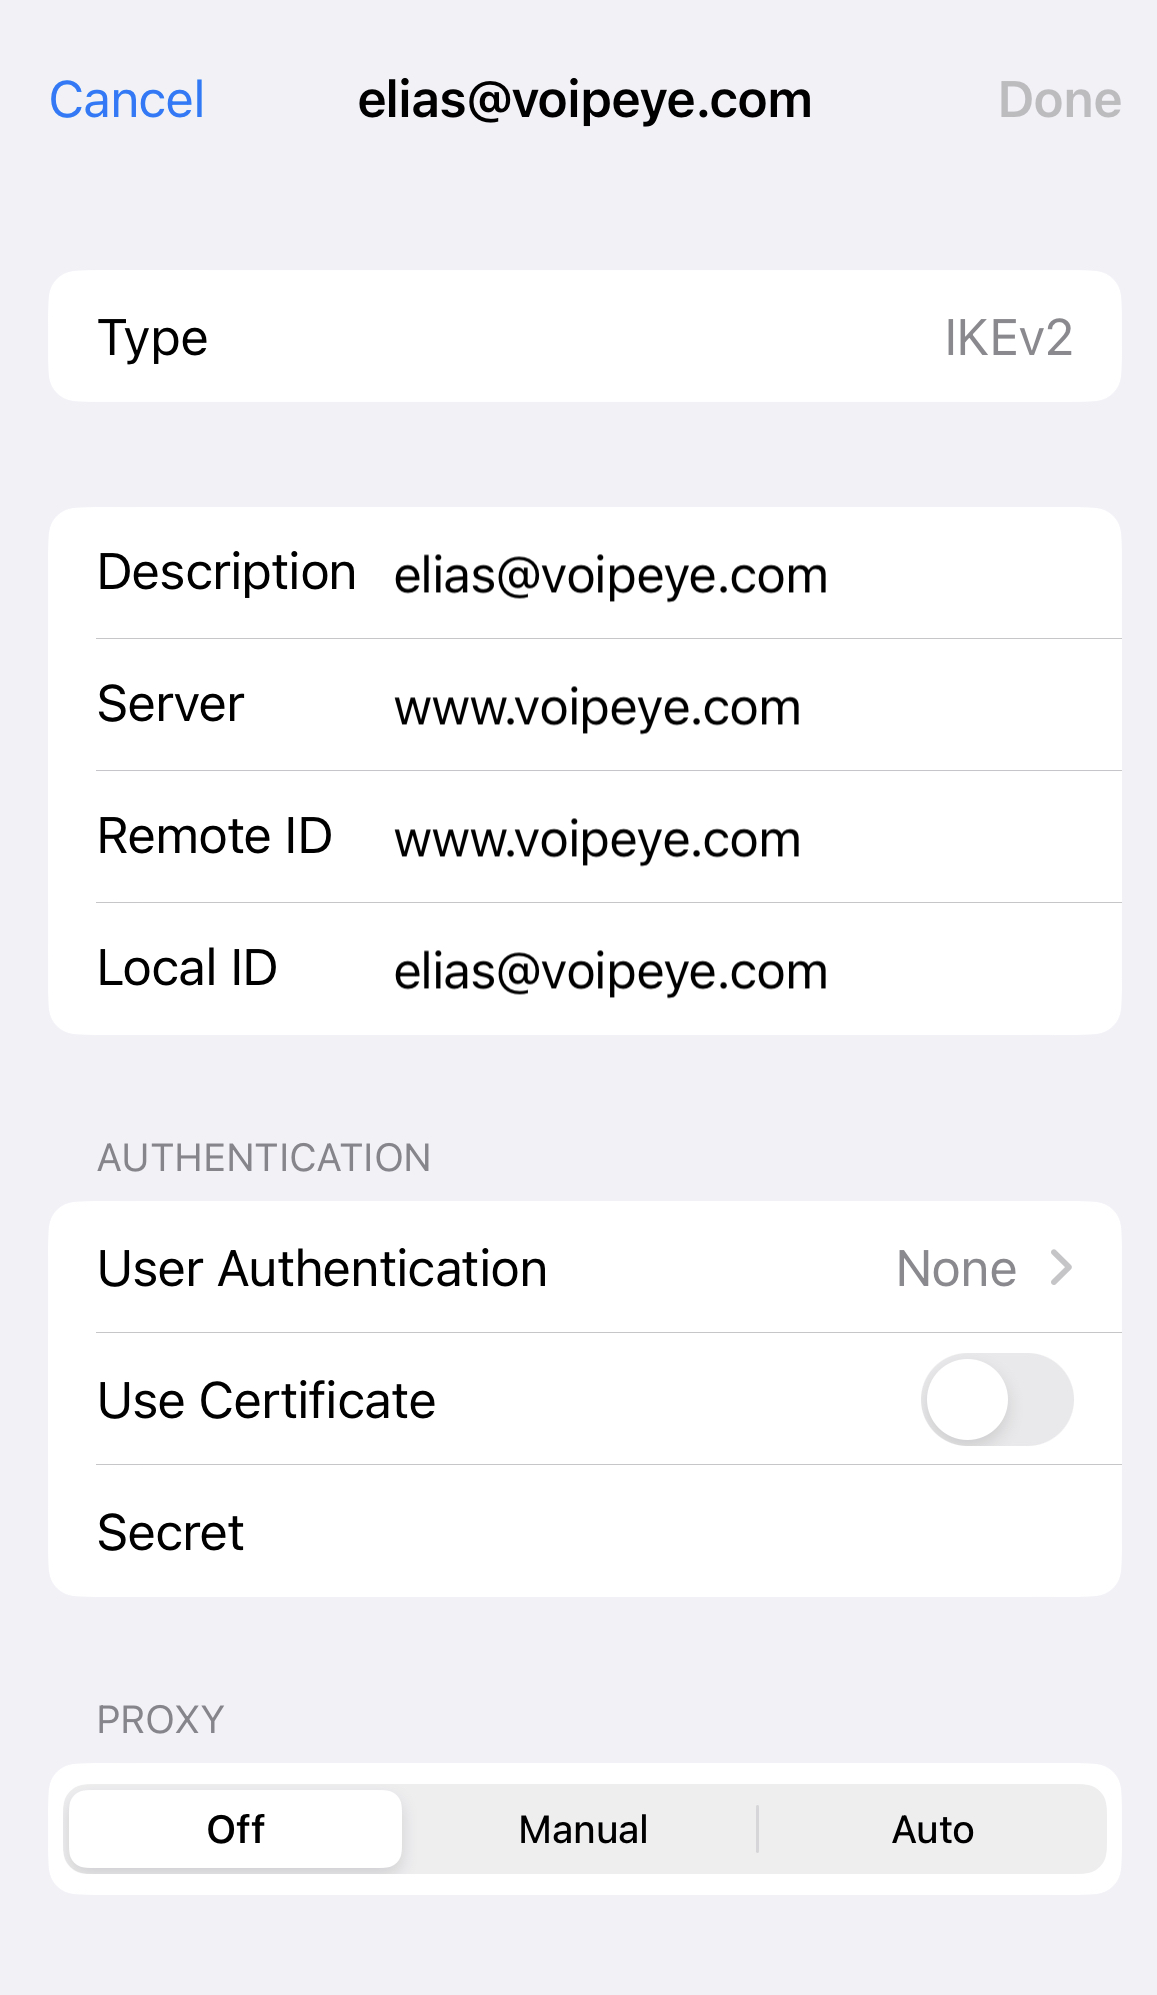 Cancel elias@voipeye.com Done
Type IKEv2
Description elias@voipeye.com
Server www.voipeye.com
Remote ID www.voipeye.com
Local ID elias@voipeye.com
AUTHENTICATION
User Authentication None
Use Certificate
Secret
PROXY
Off Manual Auto